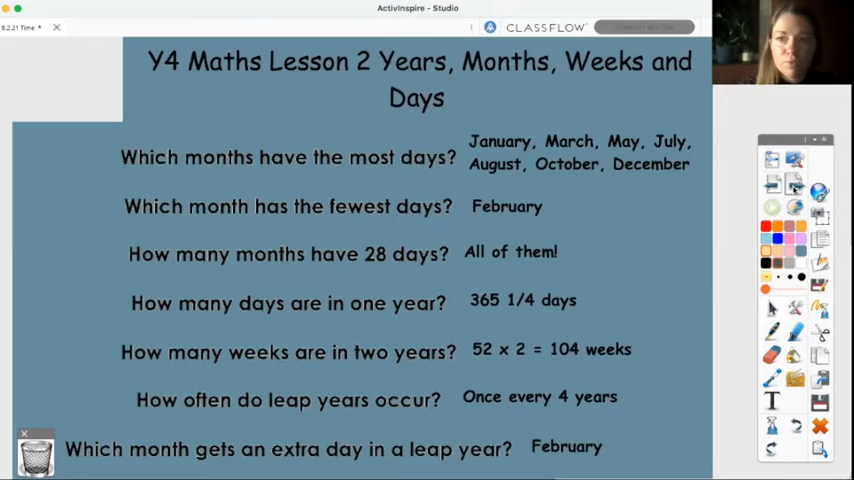 ActivInspire - Studio
8.2.21 Time *
CLASSFLOW
Y4 Maths Lesson 2 Years, Months, Weeks and
Days
Which months have the most days? January, March, May, July,
August, October, December
Which month has the fewest days? February
How many months have 28 days? All of them!
How many days are in one year? 365 1/4 days
How many weeks are in two years? 52 x 2 = 104 weeks
How often do leap years occur? Once every 4 years
Which month gets an extra day in a leap year? February
T